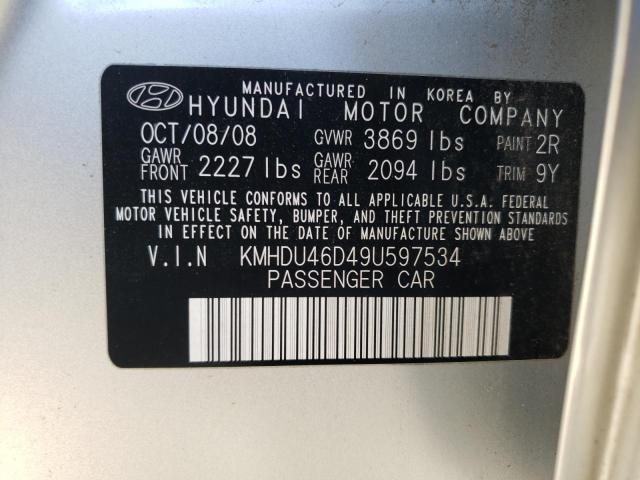 MANUFACTURED IN KOREA BY
HYUNDAI MOTOR COMPANY
OCT/08/08 GVWR 3869 lbs PAINT 2R
GAWR FRONT 2227 lbs GAWR REAR 2094 lbs TRIM 9Y
THIS VEHICLE CONFORMS TO ALL APPLICABLE U.S.A. FEDERAL
MOTOR VEHICLE SAFETY, BUMPER, AND THEFT PREVENTION STANDARDS
IN EFFECT ON THE DATE OF MANUFACTURE SHOWN ABOVE.
V.I.N KMHDU46D49U597534
PASSENGER CAR